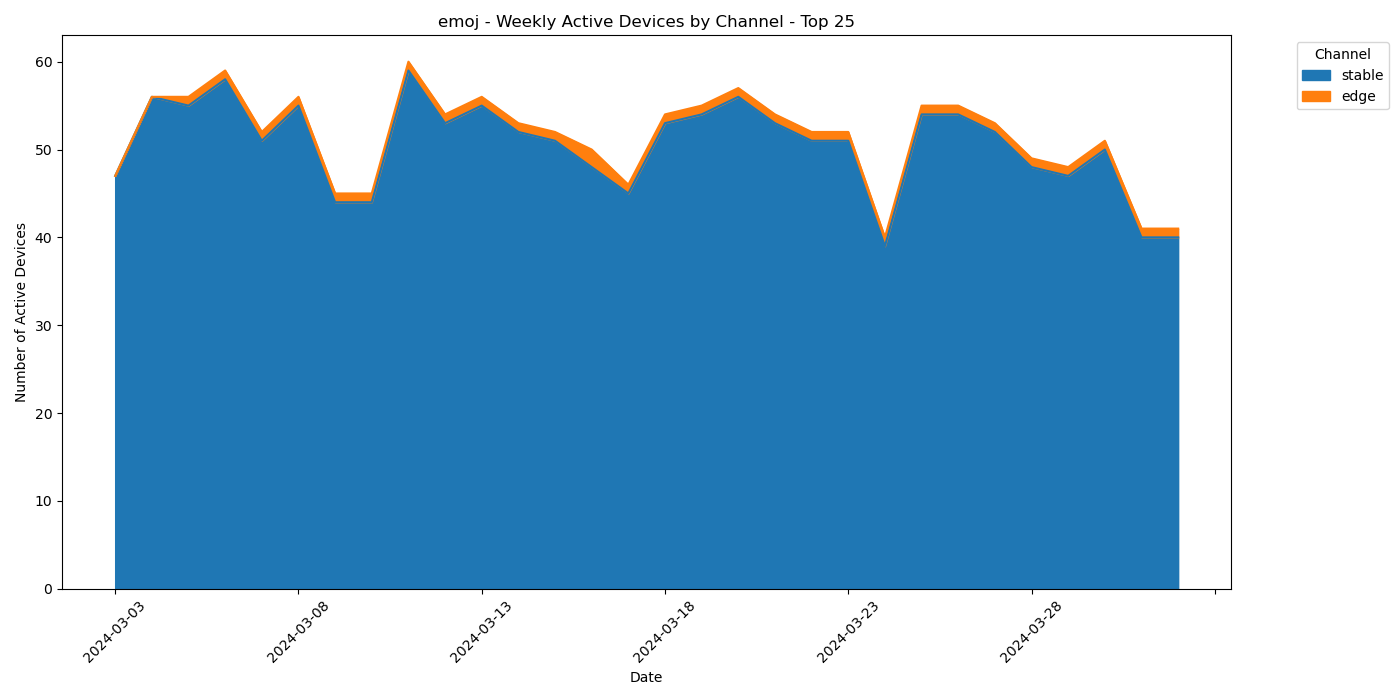 emoj - Weekly Active Devices by Channel - Top 25
Channel
stable
edge
Number of Active Devices
60
50
40
30
20
10
0
2024-03-03
2024-03-08
2024-03-13
2024-03-18
2024-03-23
2024-03-28
Date